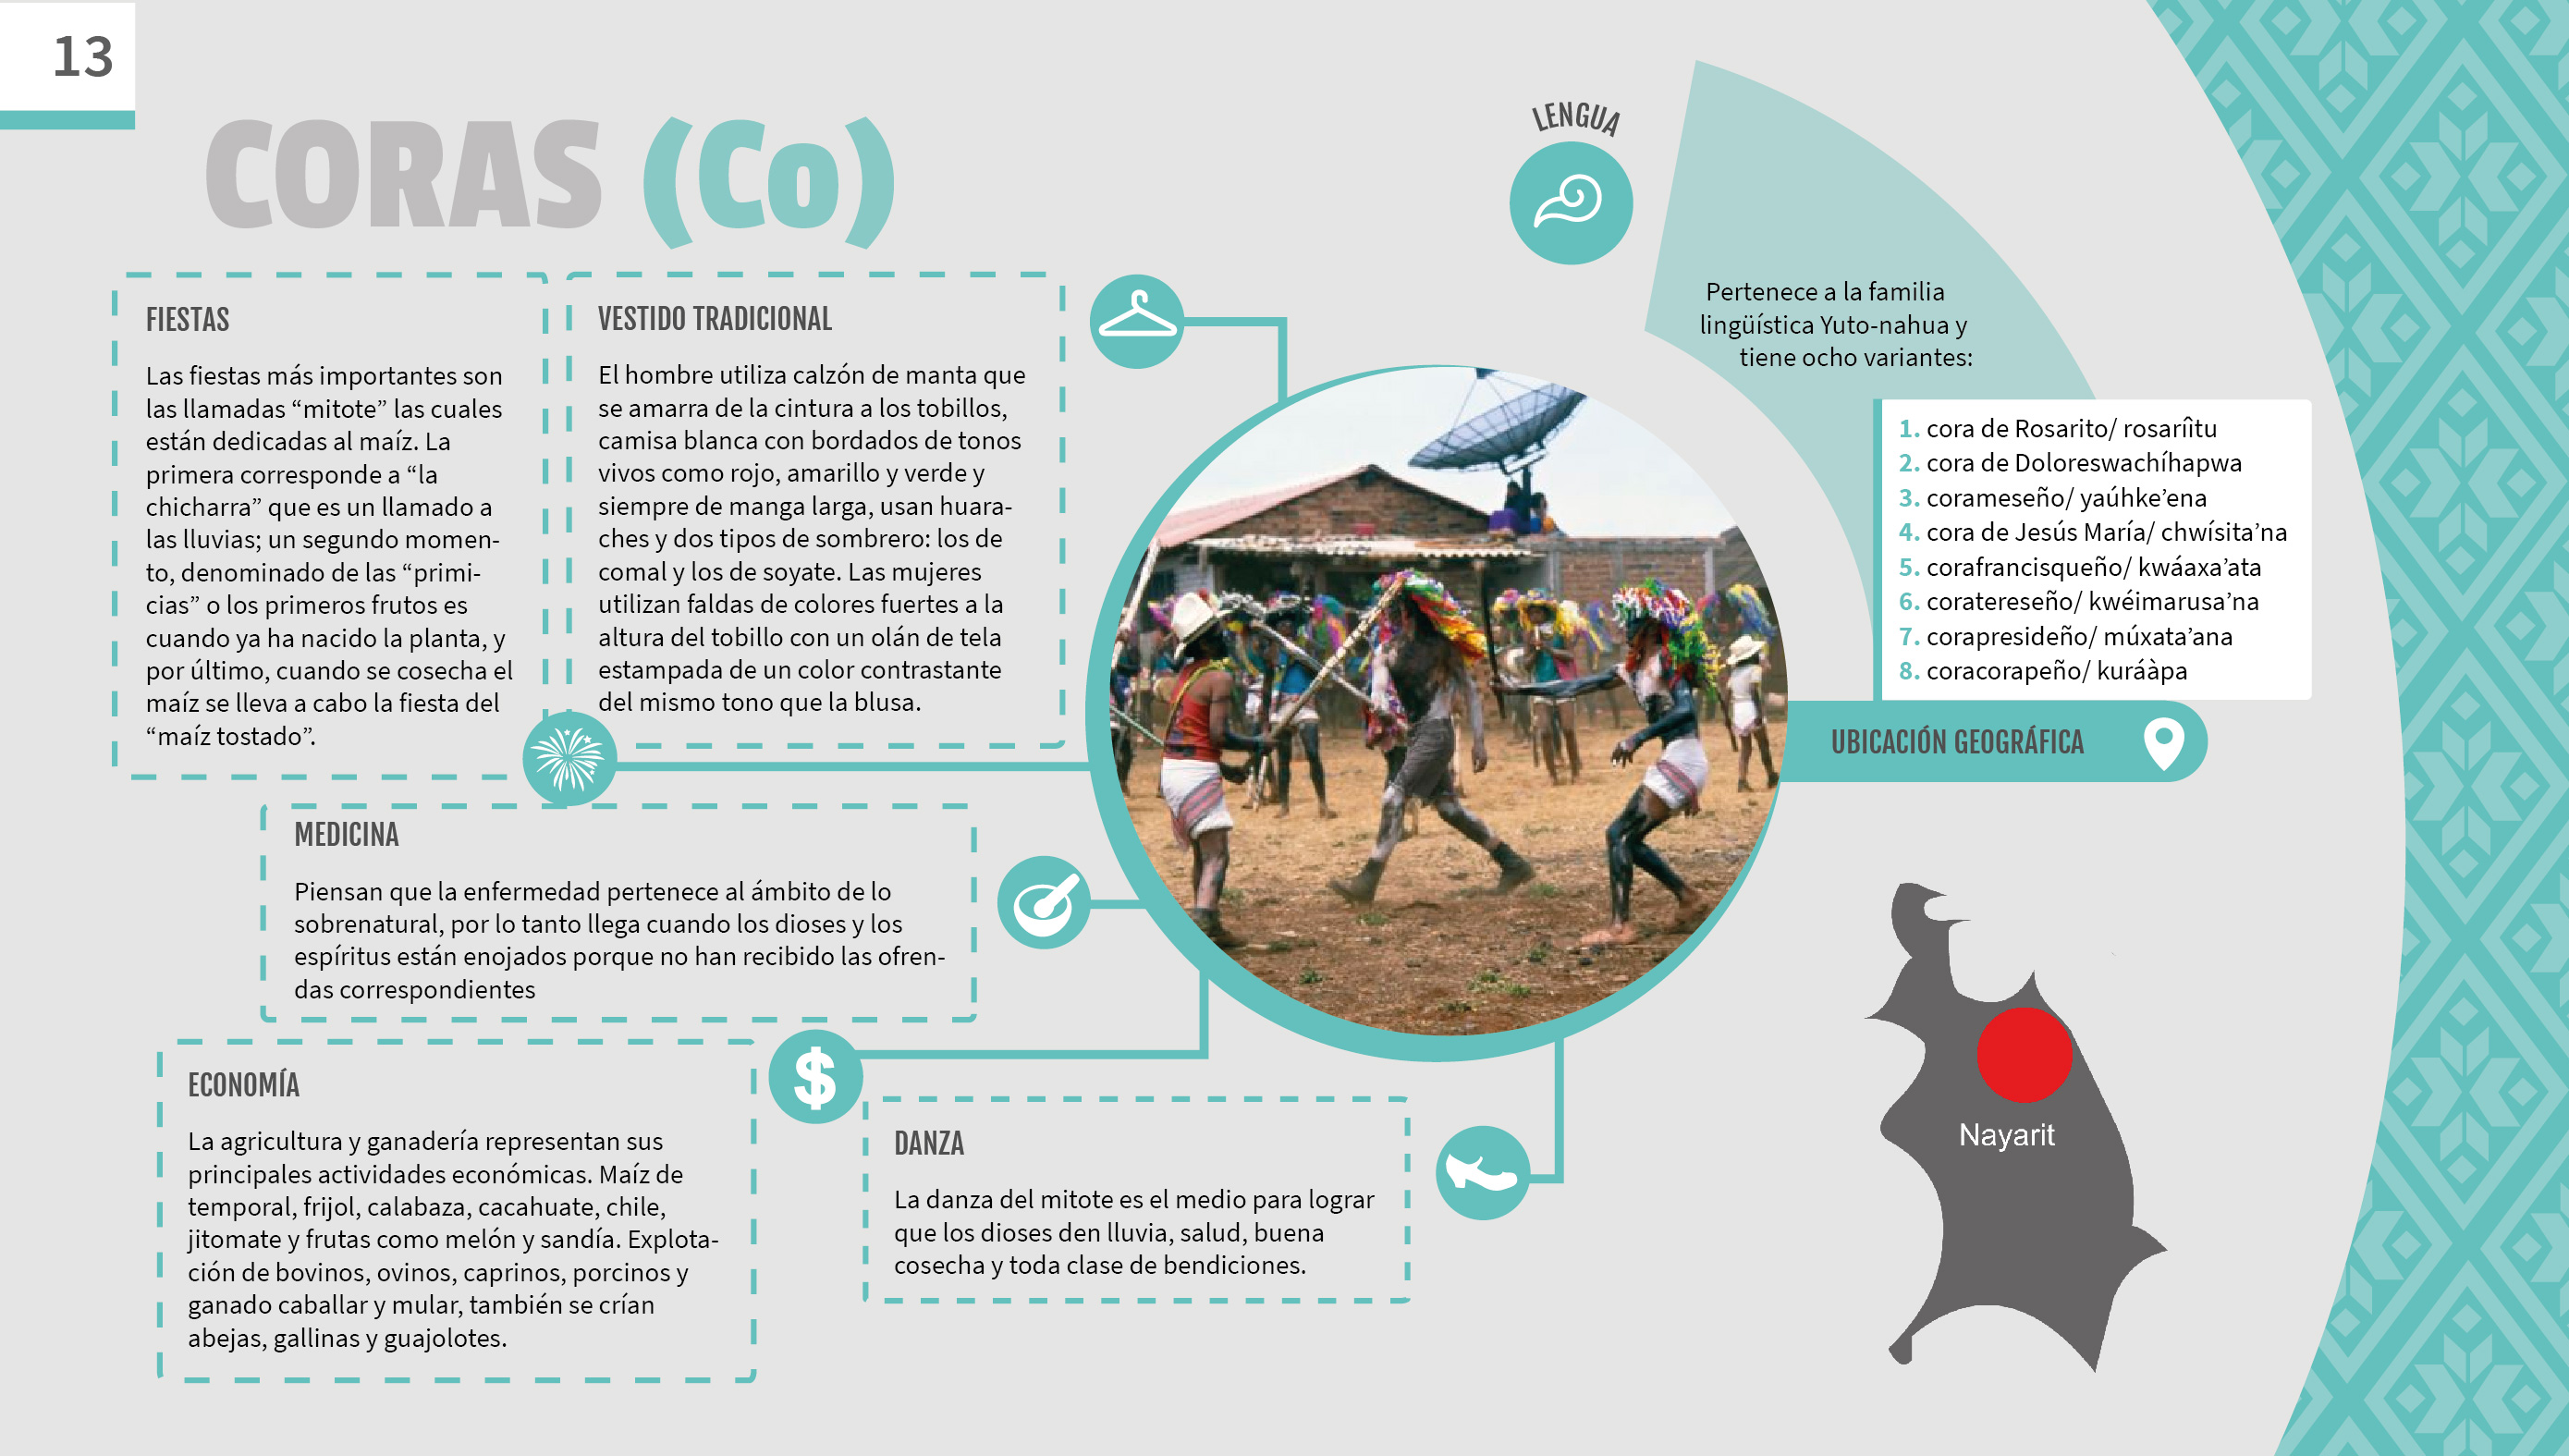 13
CORAS (Co)
FIESTAS
Las fiestas más importantes son
las llamadas “mitote” las cuales
están dedicadas al maíz. La
primera corresponde a “la
chicharra” que es un llamado a
las lluvias; un segundo momen-
to, denominado de las “primi-
cias” o los primeros frutos es
cuando ya ha nacido la planta, y
por último, cuando se cosecha el
maíz se lleva a cabo la fiesta del
“maíz tostado”.
VESTIDO TRADICIONAL
El hombre utiliza calzón de manta que
se amarra de la cintura a los tobillos,
camisa blanca con bordados de tonos
vivos como rojo, amarillo y verde y
siempre de manga larga, usan huara-
ches y dos tipos de sombrero: los de
comal y los de soyate. Las mujeres
utilizan faldas de colores fuertes a la
altura del tobillo con un olán de tela
estampada de un color contrastante
del mismo tono que la blusa.
MEDICINA
Piensan que la enfermedad pertenece al ámbito de lo
sobrenatural, por lo tanto llega cuando los dioses y los
espíritus están enojados porque no han recibido las ofren-
das correspondientes
ECONOMÍA
La agricultura y ganadería representan sus
principales actividades económicas. Maíz de
temporal, frijol, calabaza, cacahuate, chile,
jitomate y frutas como melón y sandía. Explota-
ción de bovinos, ovinos, caprinos, porcinos y
ganado caballar y mular, también se crían
abejas, gallinas y guajolotes.
$
DANZA
La danza del mitote es el medio para lograr
que los dioses den lluvia, salud, buena
cosecha y toda clase de bendiciones.
LENGUA
Pertenece a la familia
lingüística Yuto-nahua y
tiene ocho variantes:
1. cora de Rosarito/ rosarîtu
2. cora de Doloreswachíhapwa
3. corameseño/ yaúhke’ena
4. cora de Jesús María/ chwísita’na
5. corafrancisqueño/ kwáaxa’ata
6. coratereseño/ kwéimarusa’na
7. corapresideño/ múxata’ana
8. coracorapeño/ kuráàpa
UBICACIÓN GEOGRÁFICA
Nayarit